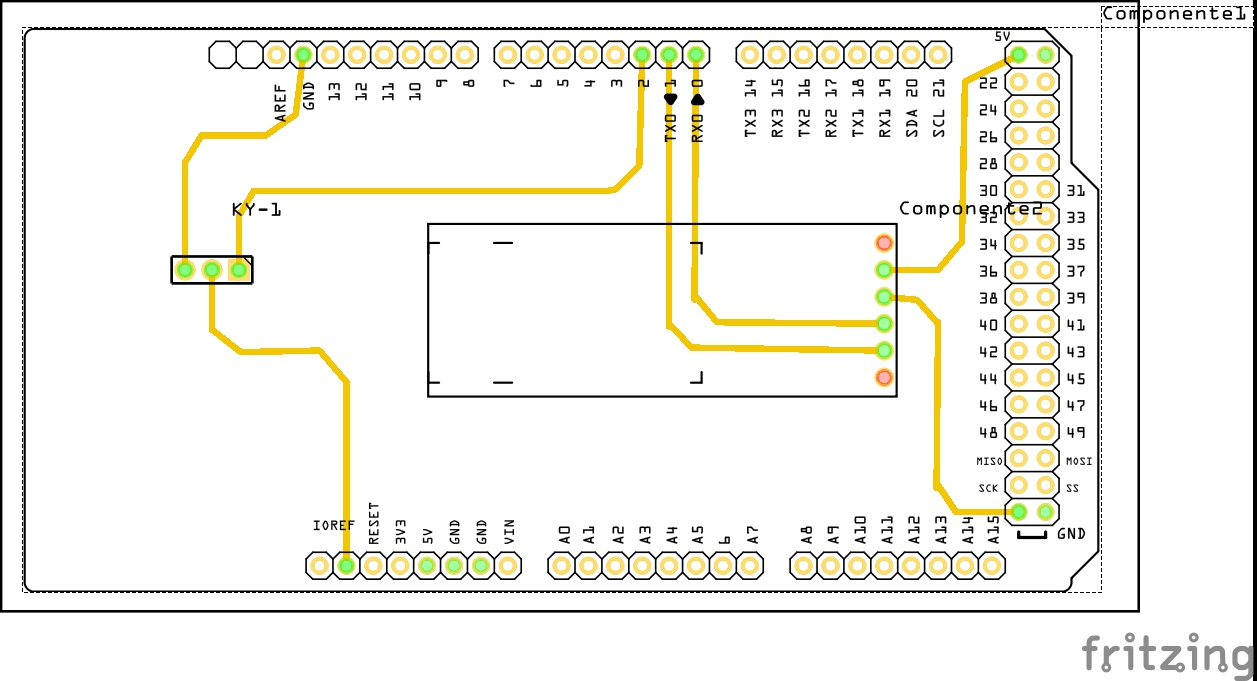 Componente1
5V
AREF
GND
13
12
11
10
9
8
7
6
5
4
3
2
1
0
TX0
RX0
TX3 14
RX3 15
TX2 16
RX2 17
TX1 18
RX1 19
SDA 20
SCL 21
22
24
26
28
30 31
KY-1
Componente2
32 33
34 35
36 37
38 39
40 41
42 43
44 45
46 47
48 49
MISO MOSI
SCK SS
GND
IOREF
RESET
3V3
5V
GND
GND
VIN
A0
A1
A2
A3
A4
A5
6
A7
A8
A9
A10
A11
A12
A13
A14
A15
fritzing